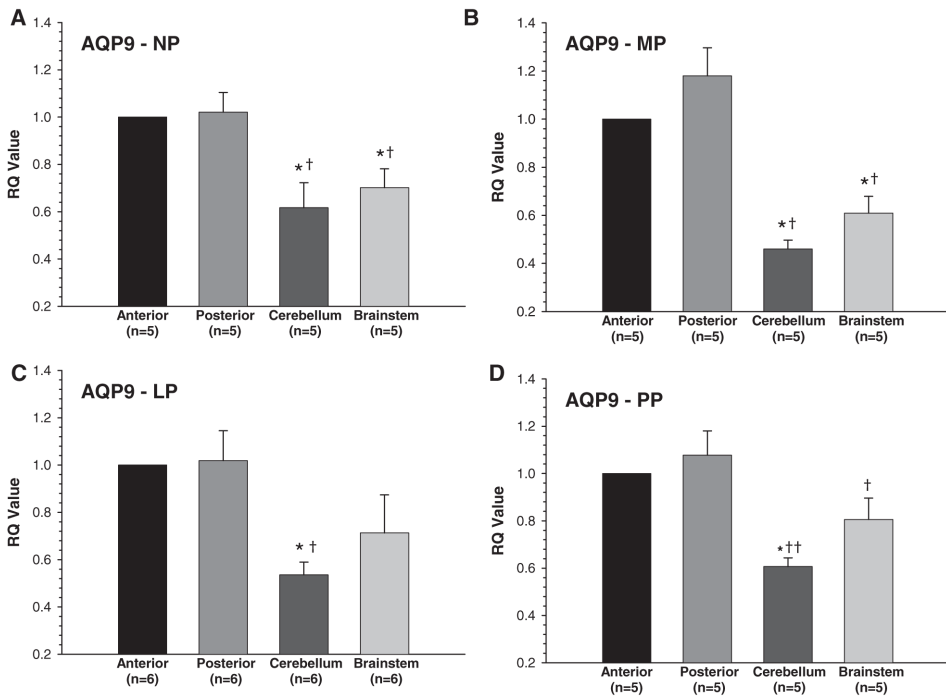 A
AQP9 - NP
RQ Value
1.4
1.2
1.0
0.8
0.6
0.4
0.2
*†
*†
Anterior Posterior Cerebellum Brainstem
(n=5) (n=5) (n=5) (n=5)
B
AQP9 - MP
RQ Value
1.4
1.2
1.0
0.8
0.6
0.4
0.2
*†
*†
Anterior Posterior Cerebellum Brainstem
(n=5) (n=5) (n=5) (n=5)
C
AQP9 - LP
RQ Value
1.4
1.2
1.0
0.8
0.6
0.4
0.2
* †
Anterior Posterior Cerebellum Brainstem
(n=6) (n=6) (n=6) (n=6)
D
AQP9 - PP
RQ Value
1.4
1.2
1.0
0.8
0.6
0.4
0.2
*††
†
Anterior Posterior Cerebellum Brainstem
(n=5) (n=5) (n=5) (n=5)